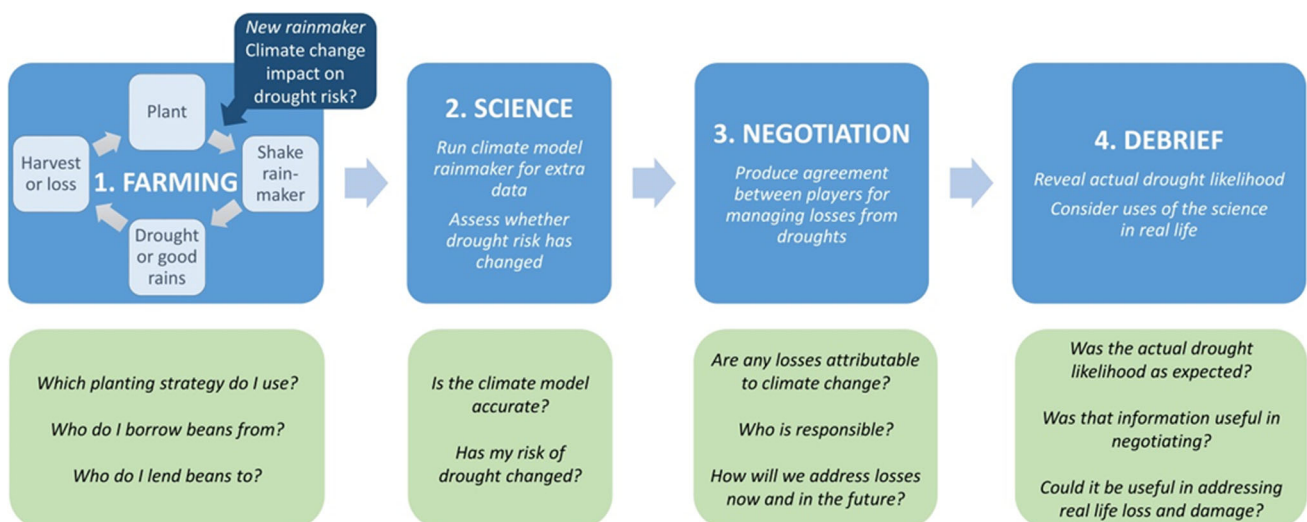 New rainmaker
Climate change
impact on
drought risk?
Plant
Harvest
or loss
1. FARMING
Shake
rain-
maker
Drought
or good
rains
2. SCIENCE
Run climate model
rainmaker for extra
data
Assess whether
drought risk has
changed
3. NEGOTIATION
Produce agreement
between players for
managing losses from
droughts
4. DEBRIEF
Reveal actual drought likelihood
Consider uses of the science
in real life
Which planting strategy do I use?
Who do I borrow beans from?
Who do I lend beans to?
Is the climate model
accurate?
Has my risk of
drought changed?
Are any losses attributable
to climate change?
Who is responsible?
How will we address losses
now and in the future?
Was the actual drought
likelihood as expected?
Was that information useful in
negotiating?
Could it be useful in addressing
real life loss and damage?